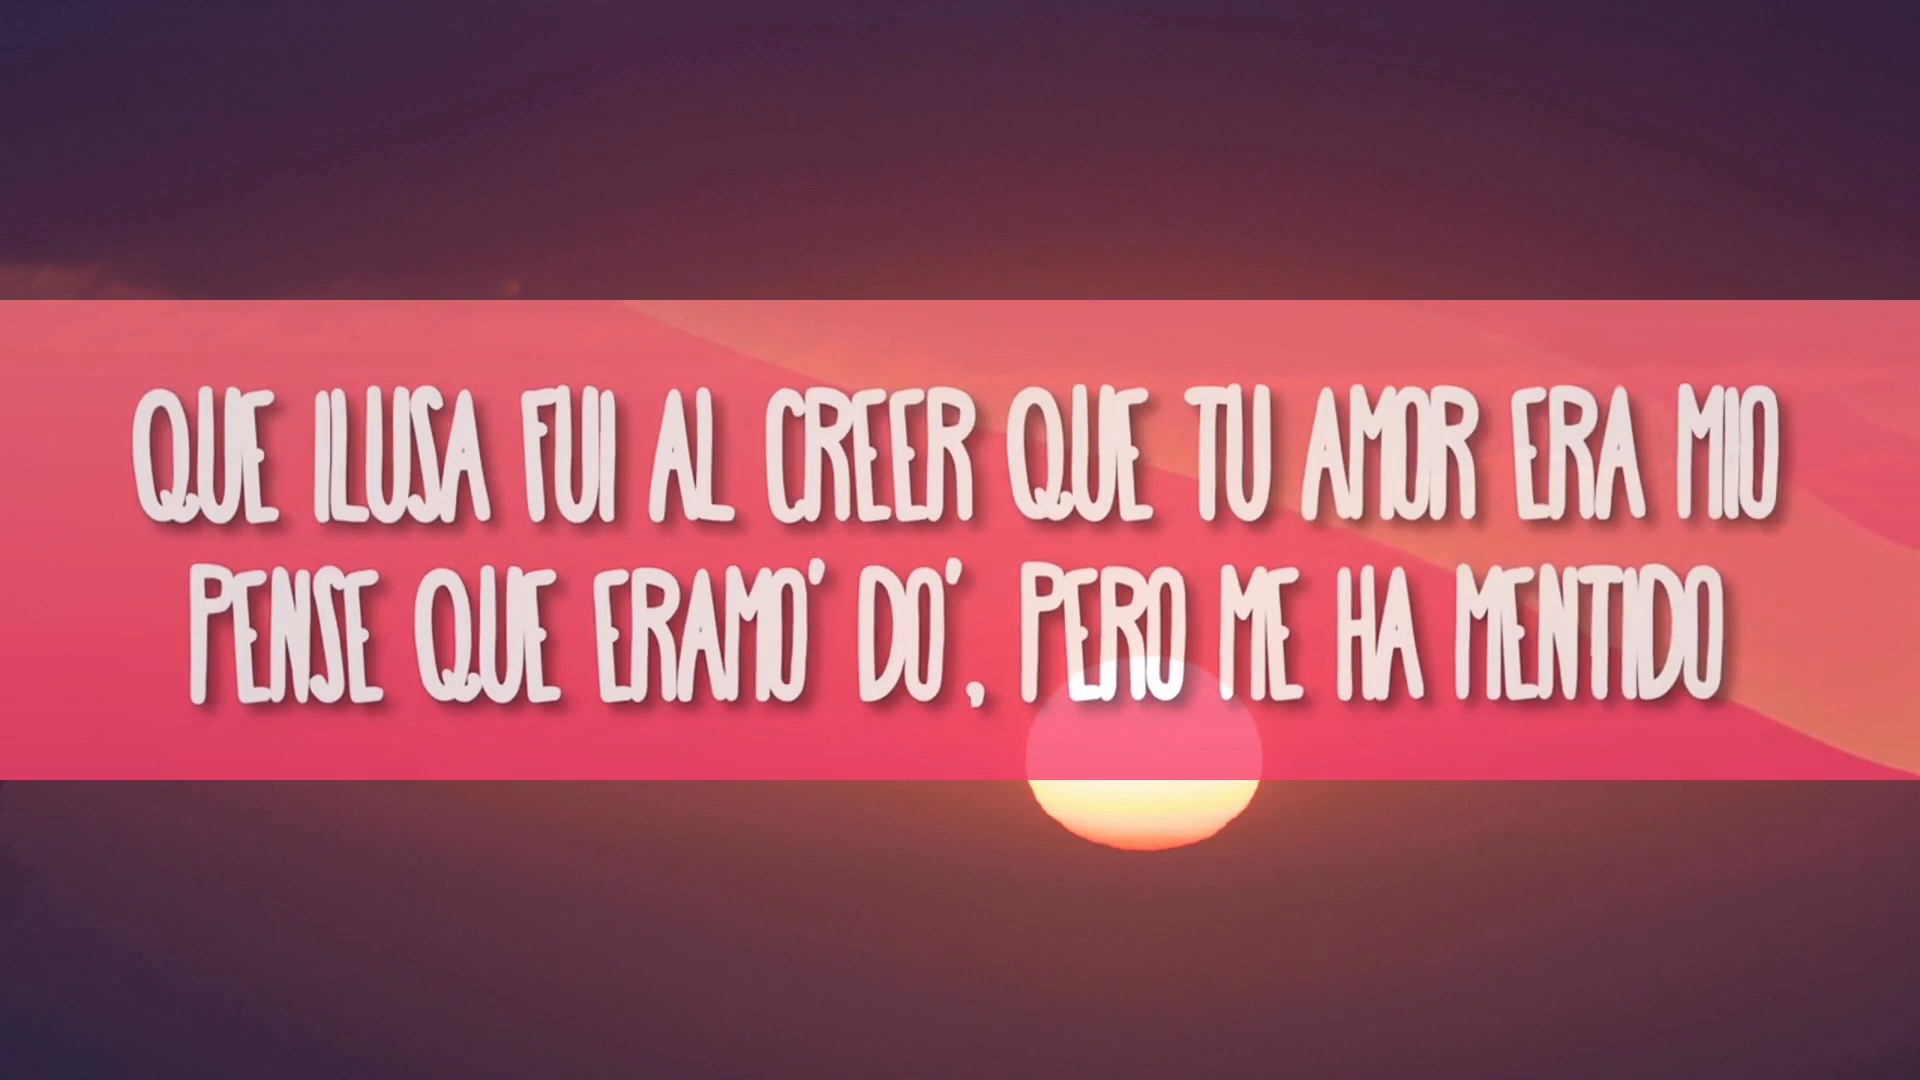 QUE ILUSA FUI AL CREER QUE TU AMOR ERA MIO
PENSE QUE ERAMO' DO', PERO ME HA MENTIDO